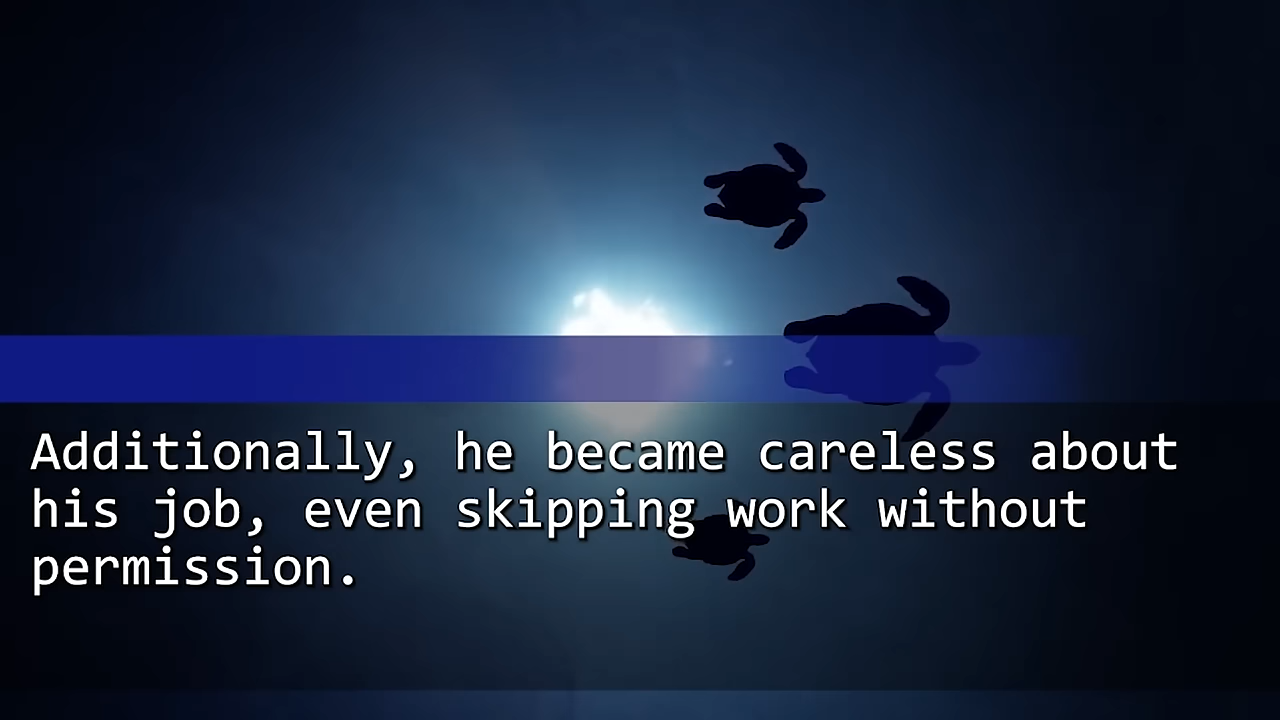 Additionally, he became careless about
his job, even skipping work without
permission.